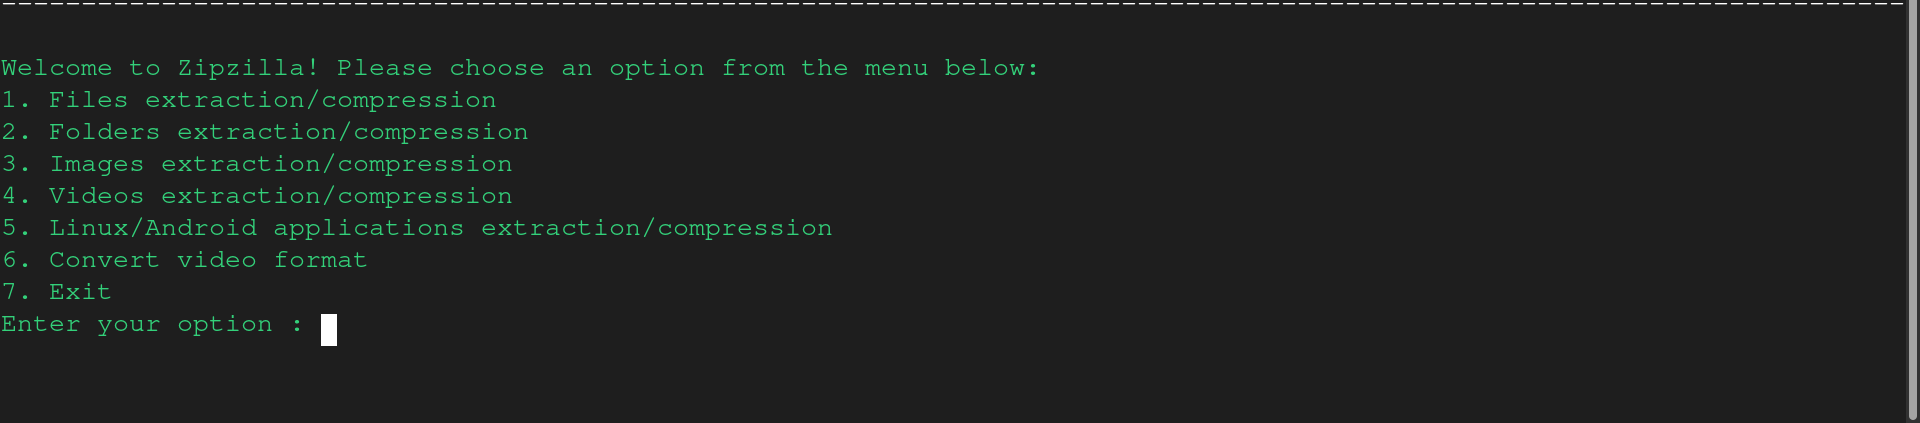 Welcome to Zipzilla! Please choose an option from the menu below:
1. Files extraction/compression
2. Folders extraction/compression
3. Images extraction/compression
4. Videos extraction/compression
5. Linux/Android applications extraction/compression
6. Convert video format
7. Exit
Enter your option :